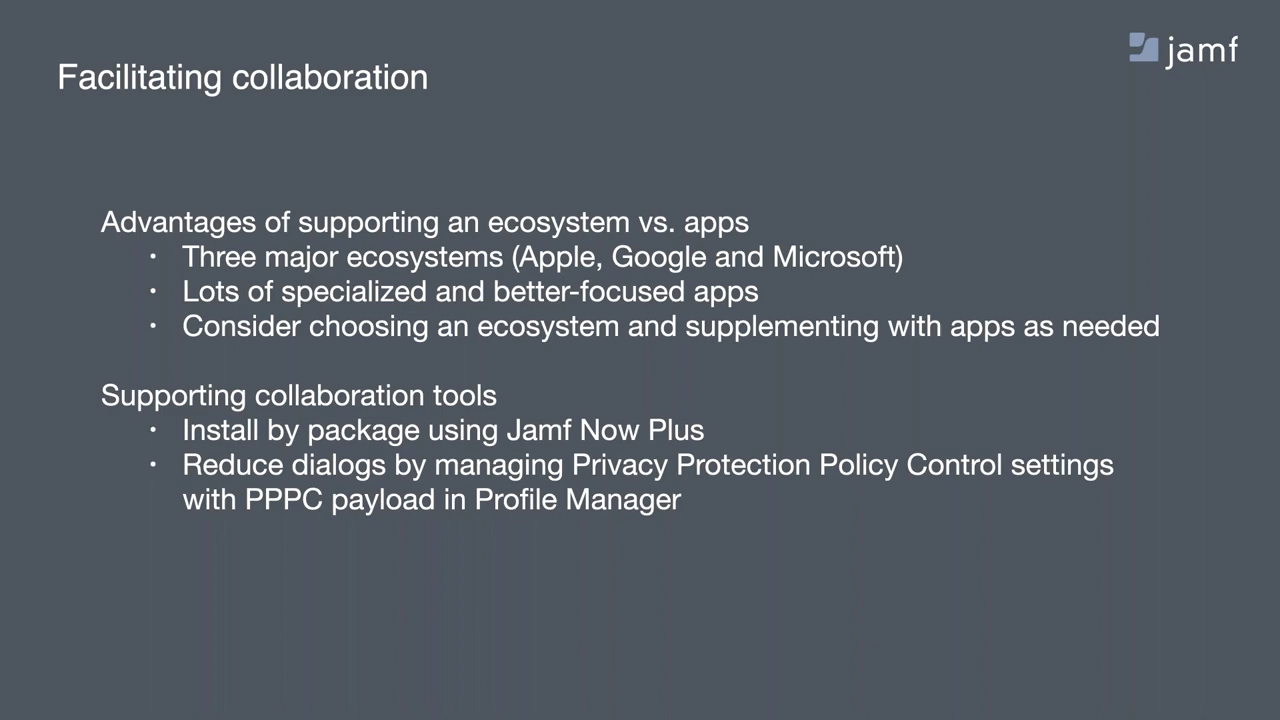 jamf
Facilitating collaboration
Advantages of supporting an ecosystem vs. apps
• Three major ecosystems (Apple, Google and Microsoft)
• Lots of specialized and better-focused apps
• Consider choosing an ecosystem and supplementing with apps as needed
Supporting collaboration tools
• Install by package using Jamf Now Plus
• Reduce dialogs by managing Privacy Protection Policy Control settings
with PPPC payload in Profile Manager